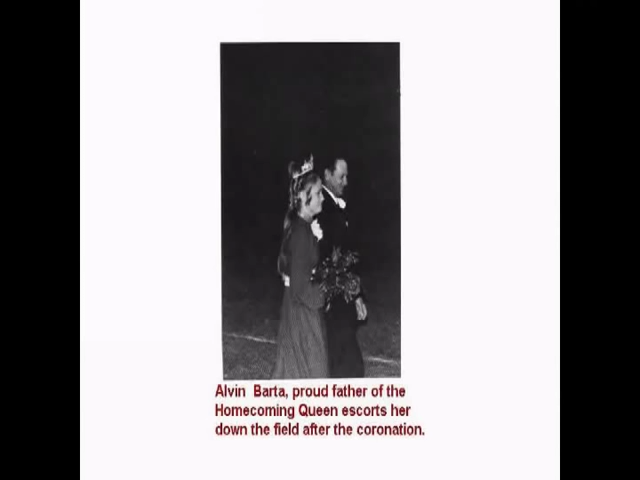 Alvin Barta, proud father of the
Homecoming Queen escorts her
down the field after the coronation.